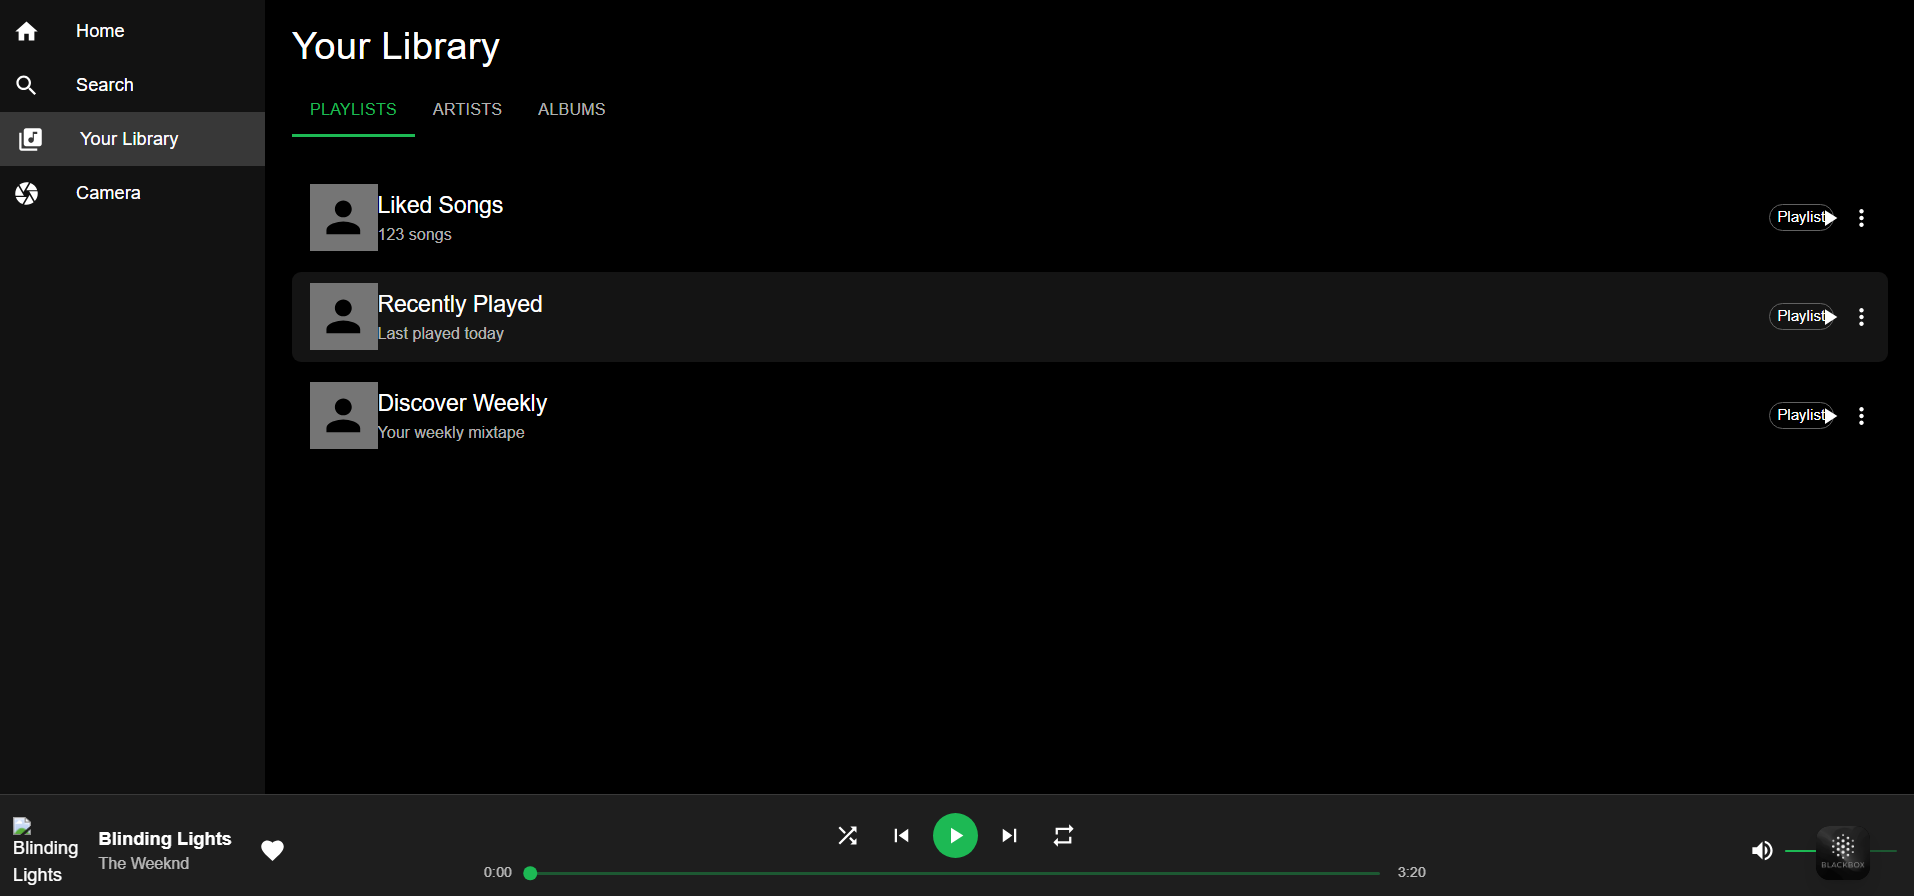 Home
Search
Your Library
Camera
Your Library
PLAYLISTS ARTISTS ALBUMS
Liked Songs
123 songs
Playlist
Recently Played
Last played today
Playlist
Discover Weekly
Your weekly mixtape
Playlist
Blinding
Lights
Blinding Lights
The Weeknd
0:00
3:20
BLACKBOX